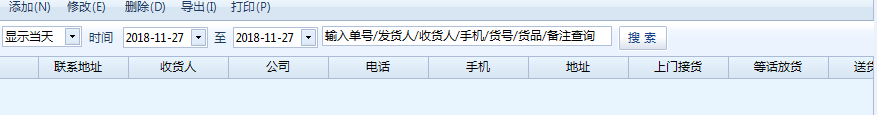 添加(N) 修改(E) 删除(D) 导出(I) 打印(P)
显示当天 时间 2018-11-27 至 2018-11-27 输入单号/发货人/收货人/手机/货号/货品/备注查询 搜 索
联系地址 收货人 公司 电话 手机 地址 上门接货 等话放货 送货